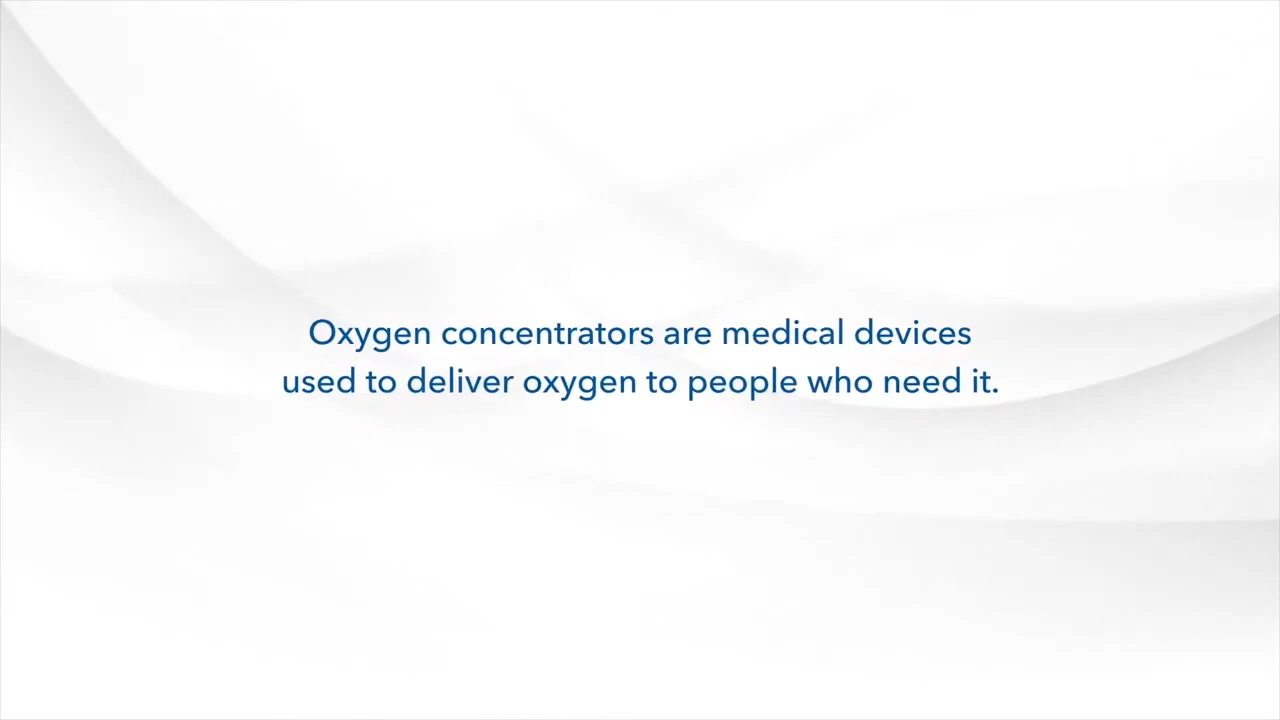 Oxygen concentrators are medical devices
used to deliver oxygen to people who need it.